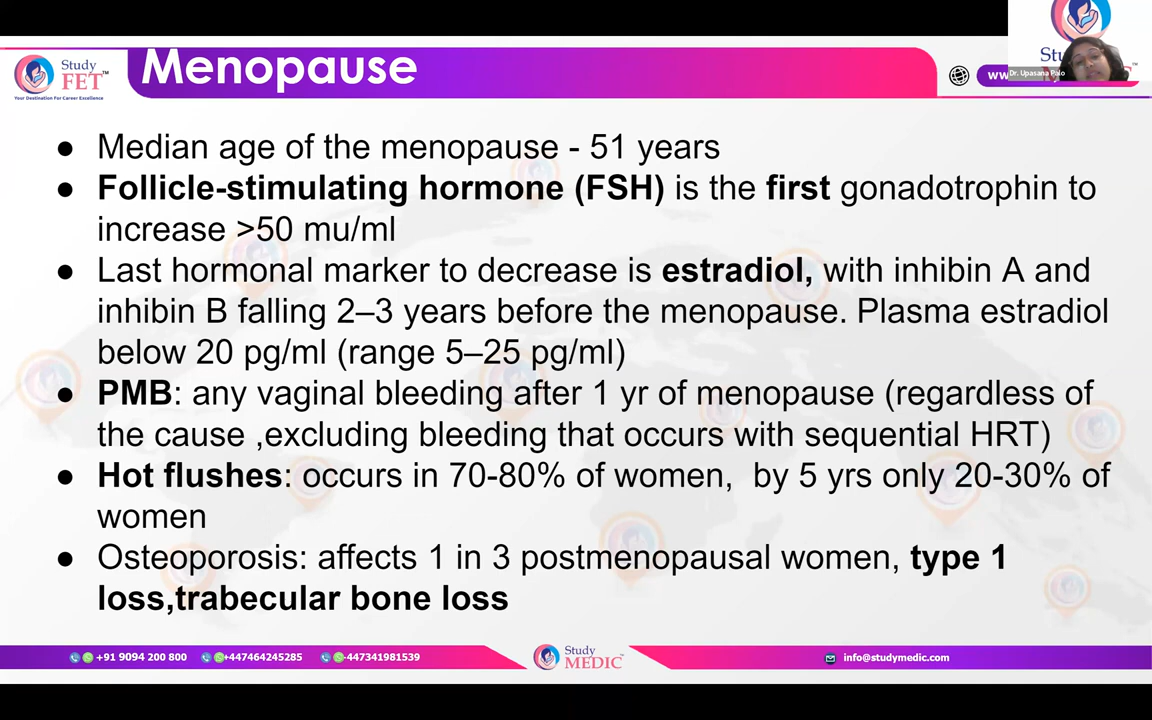 Study
FET™
Your Destination For Career Excellence
Menopause
Stu
ww
Dr. Upasana Palo
● Median age of the menopause - 51 years
● Follicle-stimulating hormone (FSH) is the first gonadotrophin to
increase >50 mu/ml
● Last hormonal marker to decrease is estradiol, with inhibin A and
inhibin B falling 2–3 years before the menopause. Plasma estradiol
below 20 pg/ml (range 5–25 pg/ml)
● PMB: any vaginal bleeding after 1 yr of menopause (regardless of
the cause ,excluding bleeding that occurs with sequential HRT)
● Hot flushes: occurs in 70-80% of women, by 5 yrs only 20-30% of
women
● Osteoporosis: affects 1 in 3 postmenopausal women, type 1
loss,trabecular bone loss
+91 9094 200 800 +447464245285 +447341981539 Study MEDIC™ info@studymedic.com